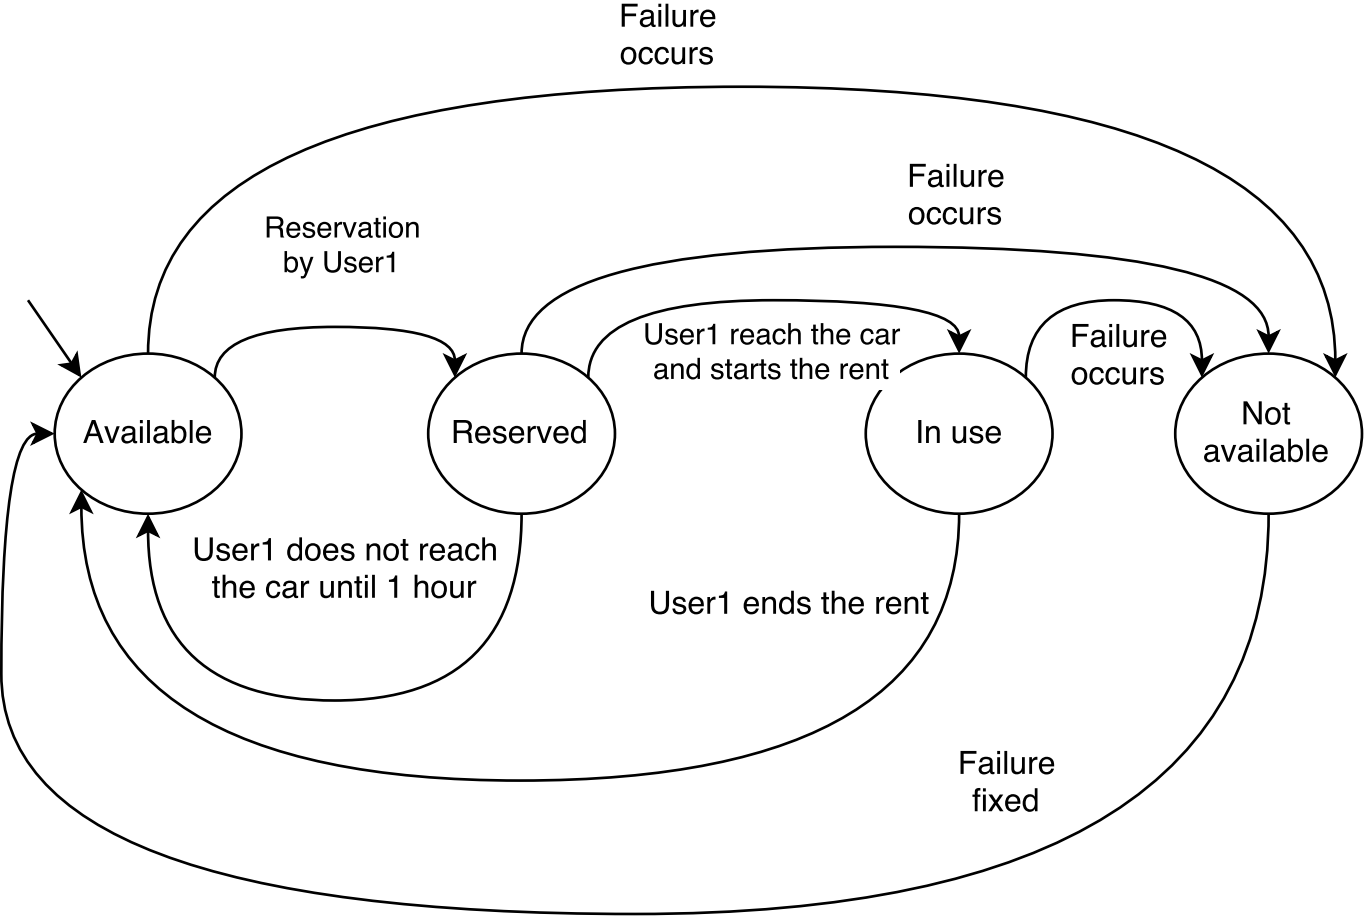 Failure
occurs
Failure
occurs
Reservation
by User1
User1 reach the car
and starts the rent
Failure
occurs
Available
Reserved
In use
Not
available
User1 does not reach
the car until 1 hour
User1 ends the rent
Failure
fixed